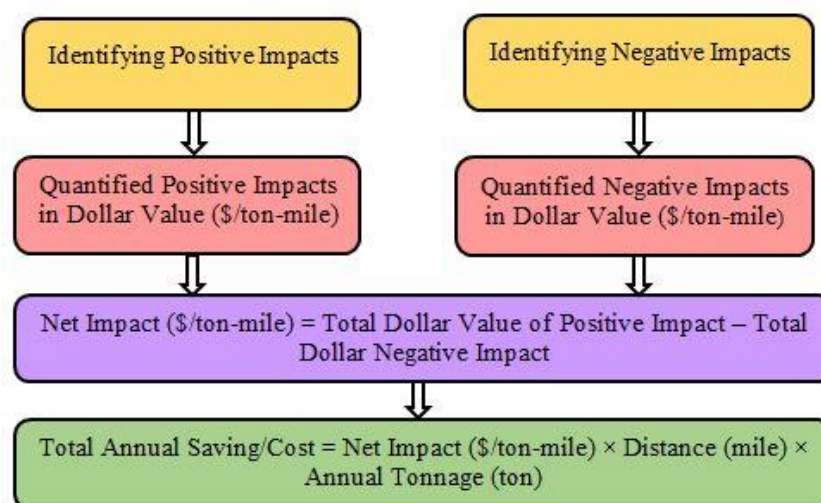 Identifying Positive Impacts
Identifying Negative Impacts
Quantified Positive Impacts
in Dollar Value ($/ton-mile)
Quantified Negative Impacts
in Dollar Value ($/ton-mile)
Net Impact ($/ton-mile) = Total Dollar Value of Positive Impact – Total
Dollar Negative Impact
Total Annual Saving/Cost = Net Impact ($/ton-mile) × Distance (mile) ×
Annual Tonnage (ton)